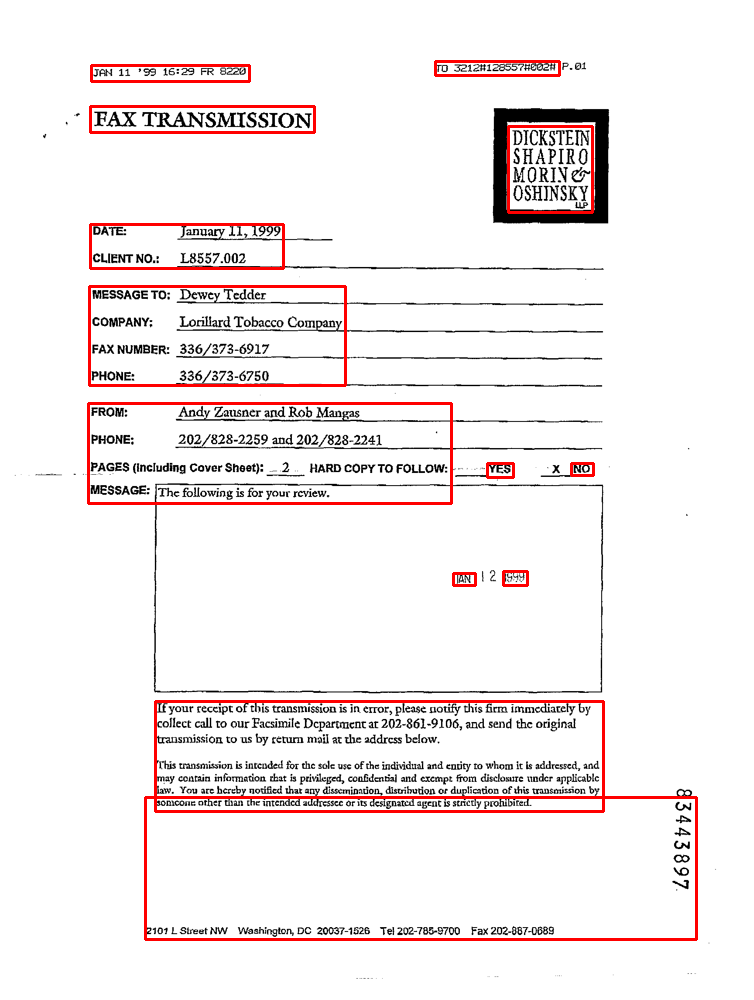 JAN 11 '99 16:29 FR 8220
TO 3212#128557#002# P.01
FAX TRANSMISSION
DICKSTEIN
SHAPIRO
MORIN &
OSHINSKY
LLP
DATE: January 11, 1999
CLIENT NO.: L8557.002
MESSAGE TO: Dewey Tedder
COMPANY: Lorillard Tobacco Company
FAX NUMBER: 336/373-6917
PHONE: 336/373-6750
FROM: Andy Zausner and Rob Mangas
PHONE: 202/828-2259 and 202/828-2241
PAGES (Including Cover Sheet): 2 HARD COPY TO FOLLOW: YES X NO
MESSAGE: The following is for your review.
JAN 12 1999
If your receipt of this transmission is in error, please notify this firm immediately by
collect call to our Facsimile Department at 202-861-9106, and send the original
transmission to us by return mail at the address below.
This transmission is intended for the sole use of the individual and entity to whom it is addressed, and
may contain information that is privileged, confidential and exempt from disclosure under applicable
law. You are hereby notified that any dissemination, distribution or duplication of this transmission by
someone other than the intended addressee or its designated agent is strictly prohibited.
83443897
2101 L Street NW Washington, DC 20037-1526 Tel 202-785-9700 Fax 202-887-0689